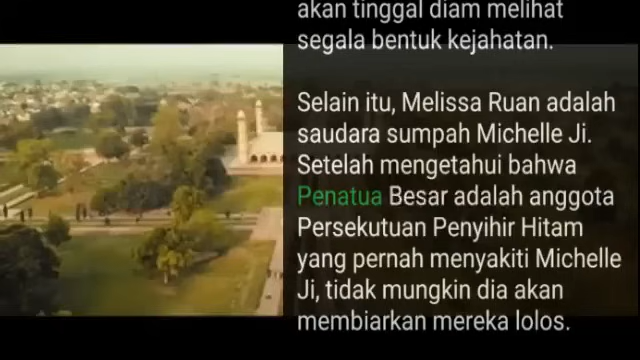 akan tinggal diam melihat
segala bentuk kejahatan.
Selain itu, Melissa Ruan adalah
saudara sumpah Michelle Ji.
Setelah mengetahui bahwa
Penatua Besar adalah anggota
Persekutuan Penyihir Hitam
yang pernah menyakiti Michelle
Ji, tidak mungkin dia akan
membiarkan mereka lolos.